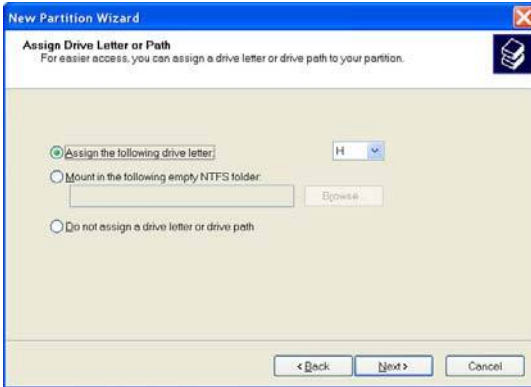 New Partition Wizard
Assign Drive Letter or Path
For easier access, you can assign a drive letter or drive path to your partition.
Assign the following drive letter: H
Mount in the following empty NTFS folder:
Browse...
Do not assign a drive letter or drive path
< Back Next > Cancel